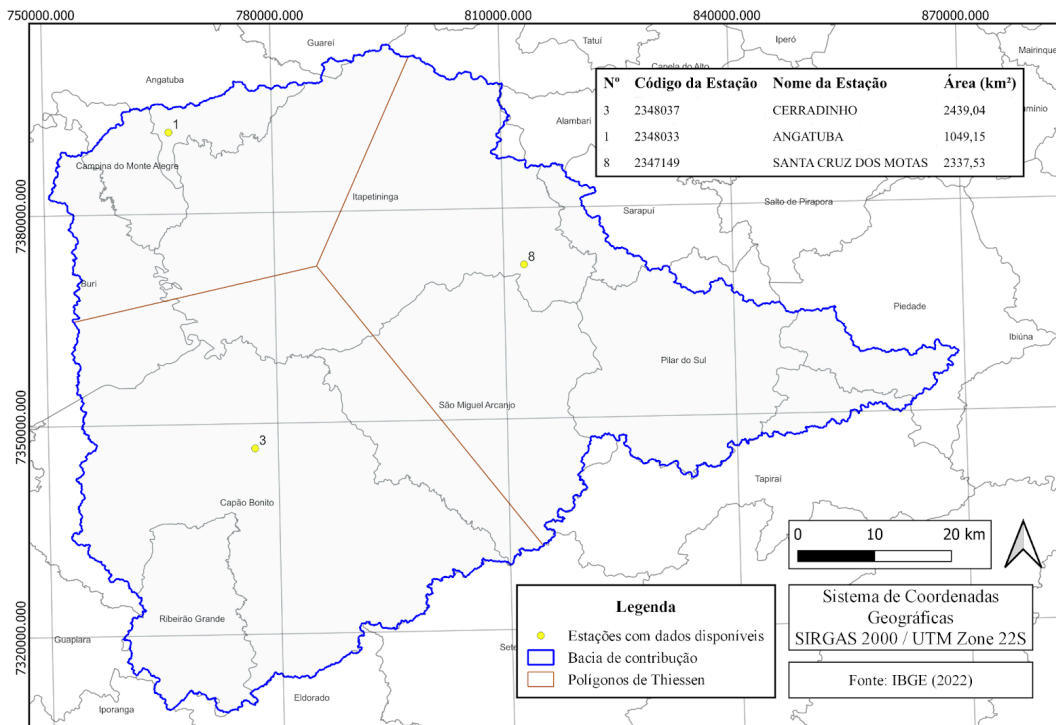 750000.000 780000.000 810000.000 840000.000 870000.000
Guareí
Tatuí
Iperó
Mairinque
Angatuba
Capela do Alto
Nº Código da Estação Nome da Estação Área (km²)
3 2348037 CERRADINHO 2439,04
1 2348033 ANGATUBA 1049,15
8 2347149 SANTA CRUZ DOS MOTAS 2337,53
1
Alambari
Campina do Monte Alegre
Itapetininga
Sarapuí
Salto de Pirapora
7380000.000
8
Buri
Piedade
Ibiúna
Pilar do Sul
São Miguel Arcanjo
7350000.000
3
Capão Bonito
Tapiraí
0 10 20 km
Legenda
Estações com dados disponíveis
Bacia de contribução
Polígonos de Thiessen
Sistema de Coordenadas
Geográficas
SIRGAS 2000 / UTM Zone 22S
Fonte: IBGE (2022)
7320000.000
Ribeirão Grande
Guapiara
Sete
Eldorado
Iporanga